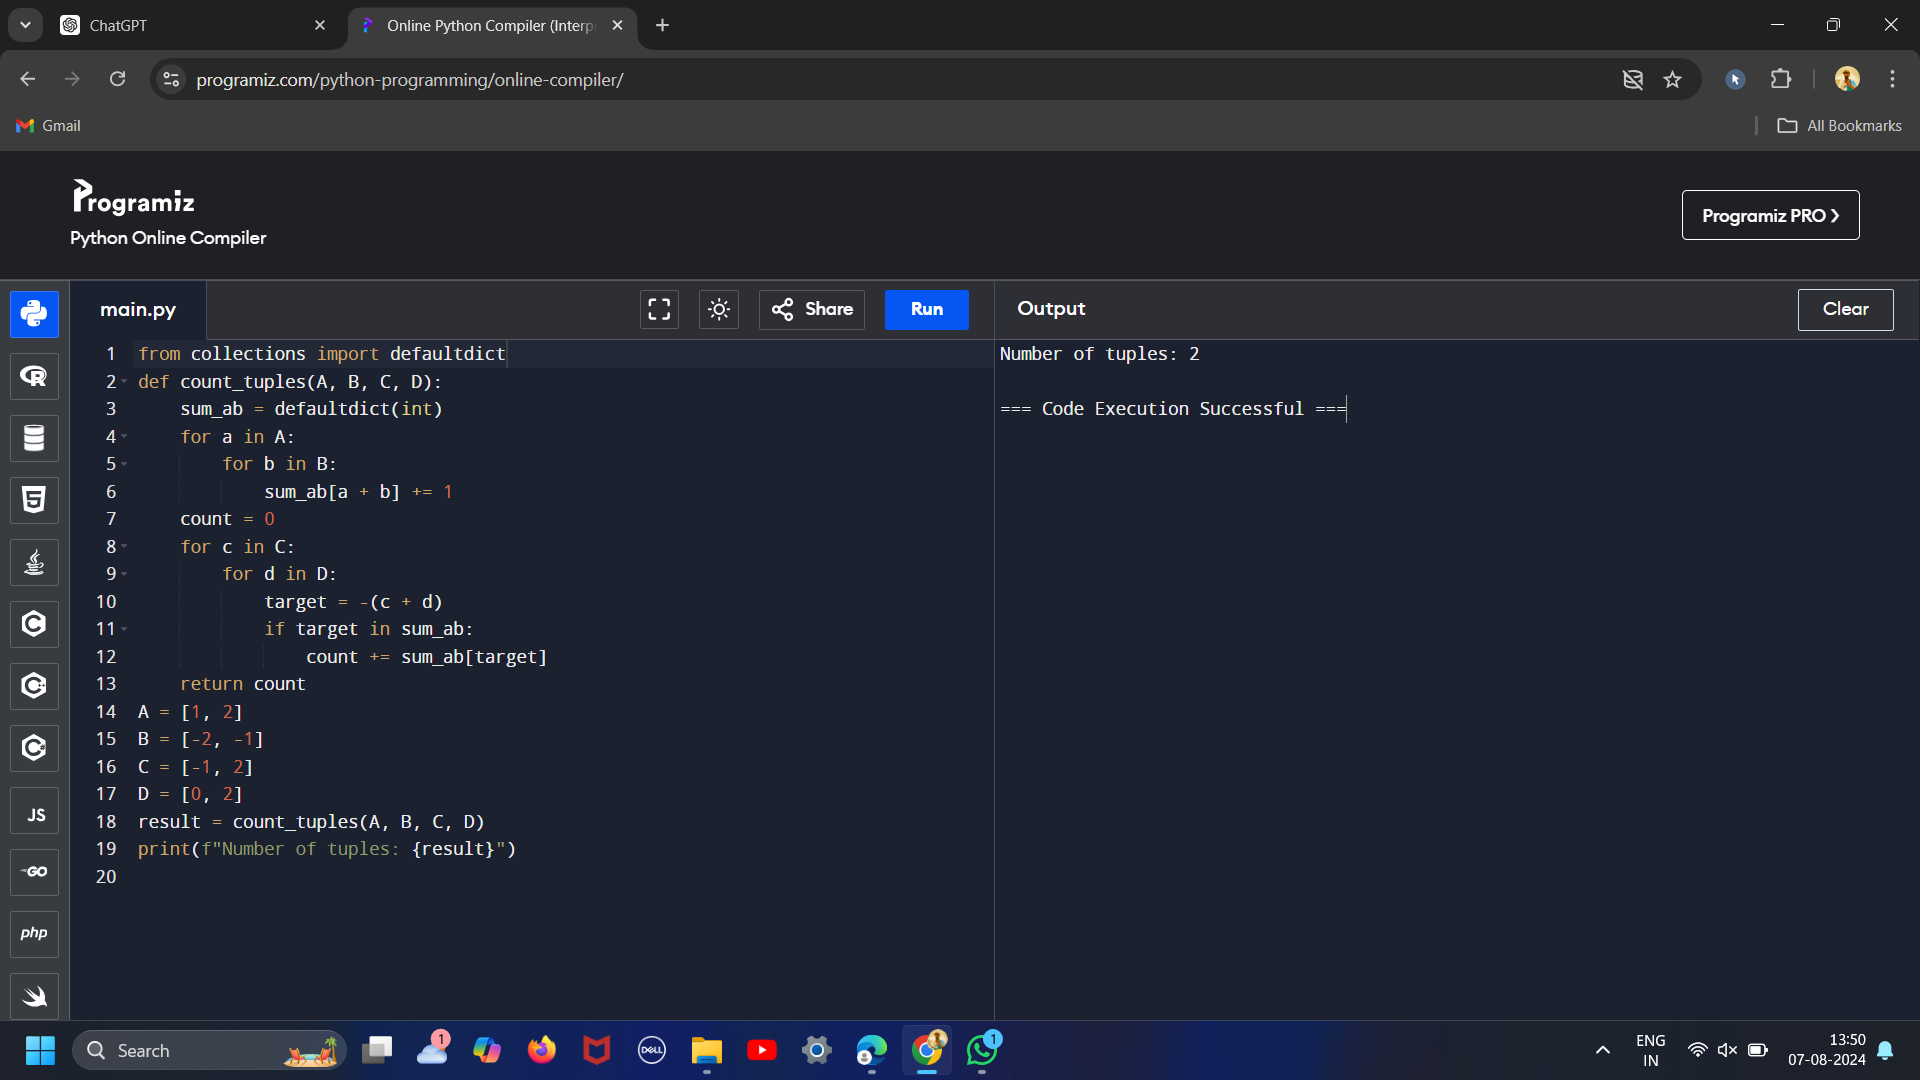 ChatGPT
Online Python Compiler (Interp
programiz.com/python-programming/online-compiler/
Gmail
All Bookmarks
Programiz
Python Online Compiler
Programiz PRO ❯
main.py
Share
Run
Output
Clear
1 from collections import defaultdict
2 def count_tuples(A, B, C, D):
3     sum_ab = defaultdict(int)
4     for a in A:
5         for b in B:
6             sum_ab[a + b] += 1
7     count = 0
8     for c in C:
9         for d in D:
10             target = -(c + d)
11             if target in sum_ab:
12                 count += sum_ab[target]
13     return count
14 A = [1, 2]
15 B = [-2, -1]
16 C = [-1, 2]
17 D = [0, 2]
18 result = count_tuples(A, B, C, D)
19 print(f"Number of tuples: {result}")
20
Number of tuples: 2
=== Code Execution Successful ===
R
5
C
C
C
JS
GO
php
Search
1
DELL
1
ENG
IN
13:50
07-08-2024